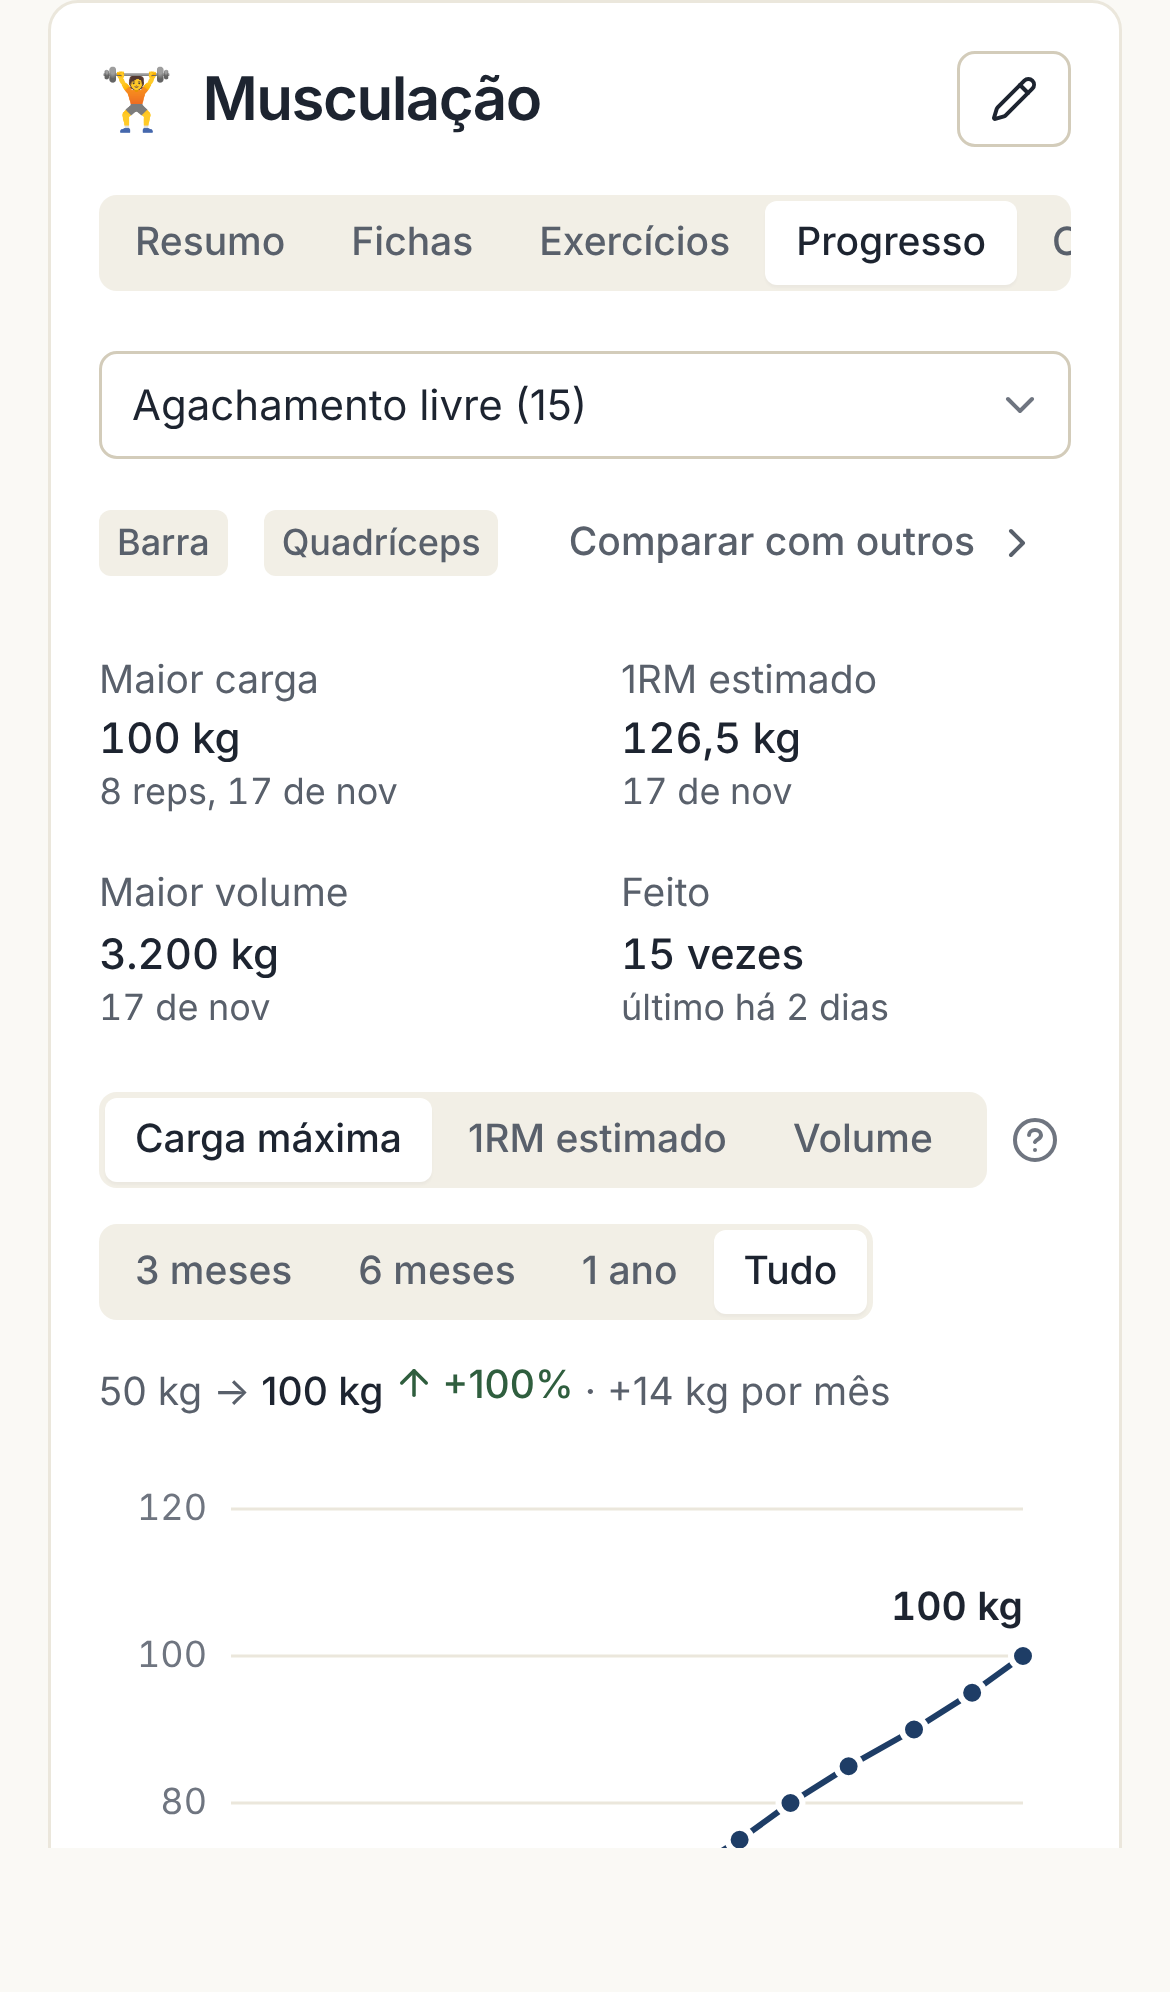 Musculação
Resumo Fichas Exercícios Progresso
Agachamento livre (15)
Barra Quadríceps Comparar com outros
Maior carga 1RM estimado
100 kg 126,5 kg
8 reps, 17 de nov 17 de nov
Maior volume Feito
3.200 kg 15 vezes
17 de nov último há 2 dias
Carga máxima 1RM estimado Volume
3 meses 6 meses 1 ano Tudo
50 kg → 100 kg ↑ +100% · +14 kg por mês
120
100 kg
100
80